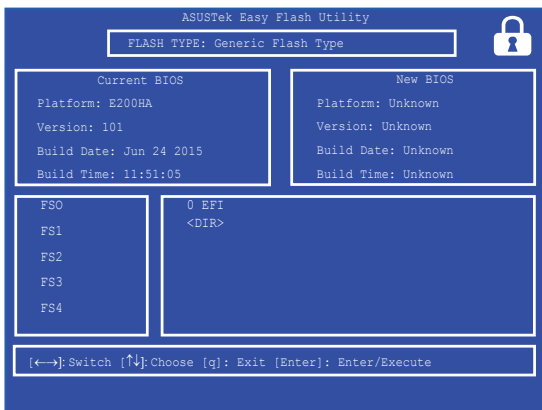 ASUSTek Easy Flash Utility
FLASH TYPE: Generic Flash Type
Current BIOS
Platform: E200HA
Version: 101
Build Date: Jun 24 2015
Build Time: 11:51:05
New BIOS
Platform: Unknown
Version: Unknown
Build Date: Unknown
Build Time: Unknown
FSO
FS1
FS2
FS3
FS4
0 EFI
<DIR>
[←→]: Switch [↑↓]: Choose [q]: Exit [Enter]: Enter/Execute